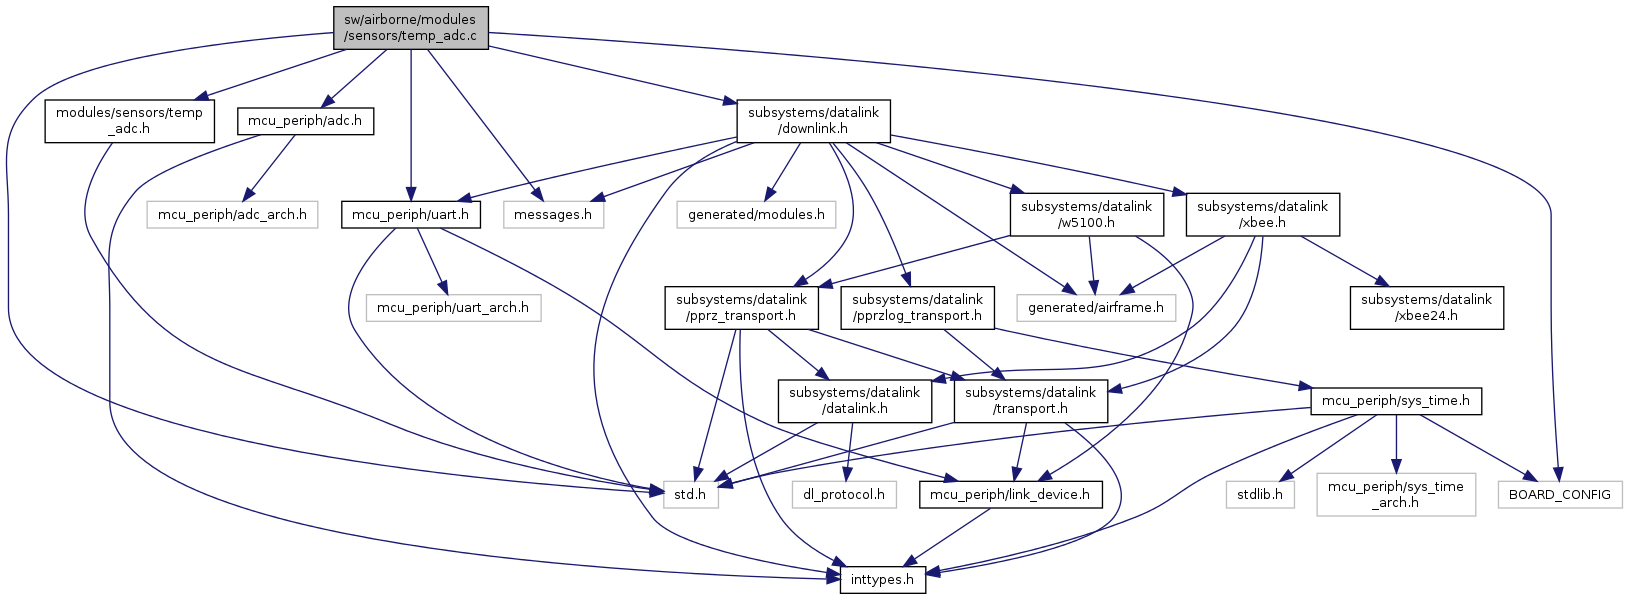 sw/airborne/modules
/sensors/temp_adc.c
modules/sensors/temp
_adc.h
mcu_periph/adc.h
subsystems/datalink
/downlink.h
mcu_periph/adc_arch.h
mcu_periph/uart.h
messages.h
generated/modules.h
subsystems/datalink
/w5100.h
subsystems/datalink
/xbee.h
mcu_periph/uart_arch.h
subsystems/datalink
/pprz_transport.h
subsystems/datalink
/pprzlog_transport.h
generated/airframe.h
subsystems/datalink
/xbee24.h
subsystems/datalink
/datalink.h
subsystems/datalink
/transport.h
mcu_periph/sys_time.h
std.h
dl_protocol.h
mcu_periph/link_device.h
stdlib.h
mcu_periph/sys_time
_arch.h
BOARD_CONFIG
inttypes.h